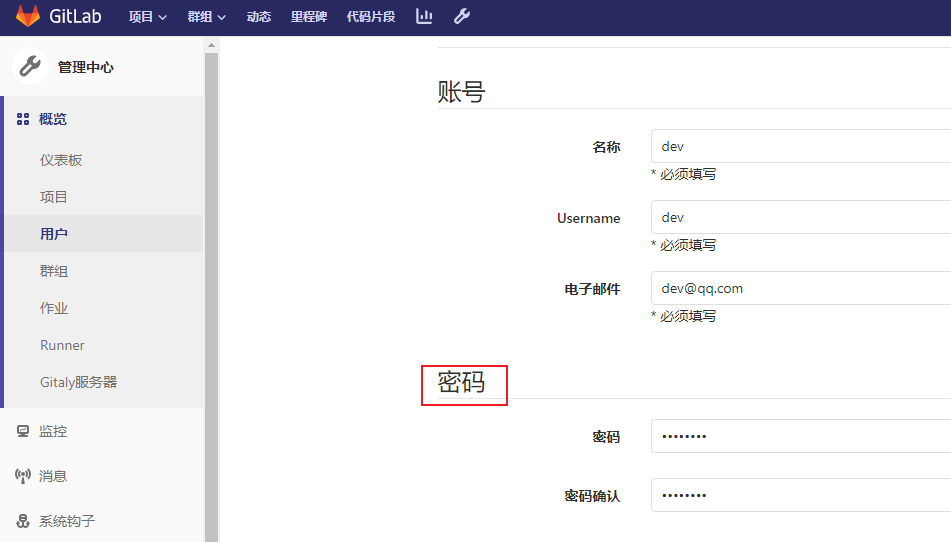 GitLab 项目 群组 动态 里程碑 代码片段
管理中心
概览
仪表板
项目
用户
群组
作业
Runner
Gitaly服务器
监控
消息
系统钩子
账号
名称 dev
* 必须填写
Username dev
* 必须填写
电子邮件 dev@qq.com
* 必须填写
密码
密码 ••••••••
密码确认 ••••••••